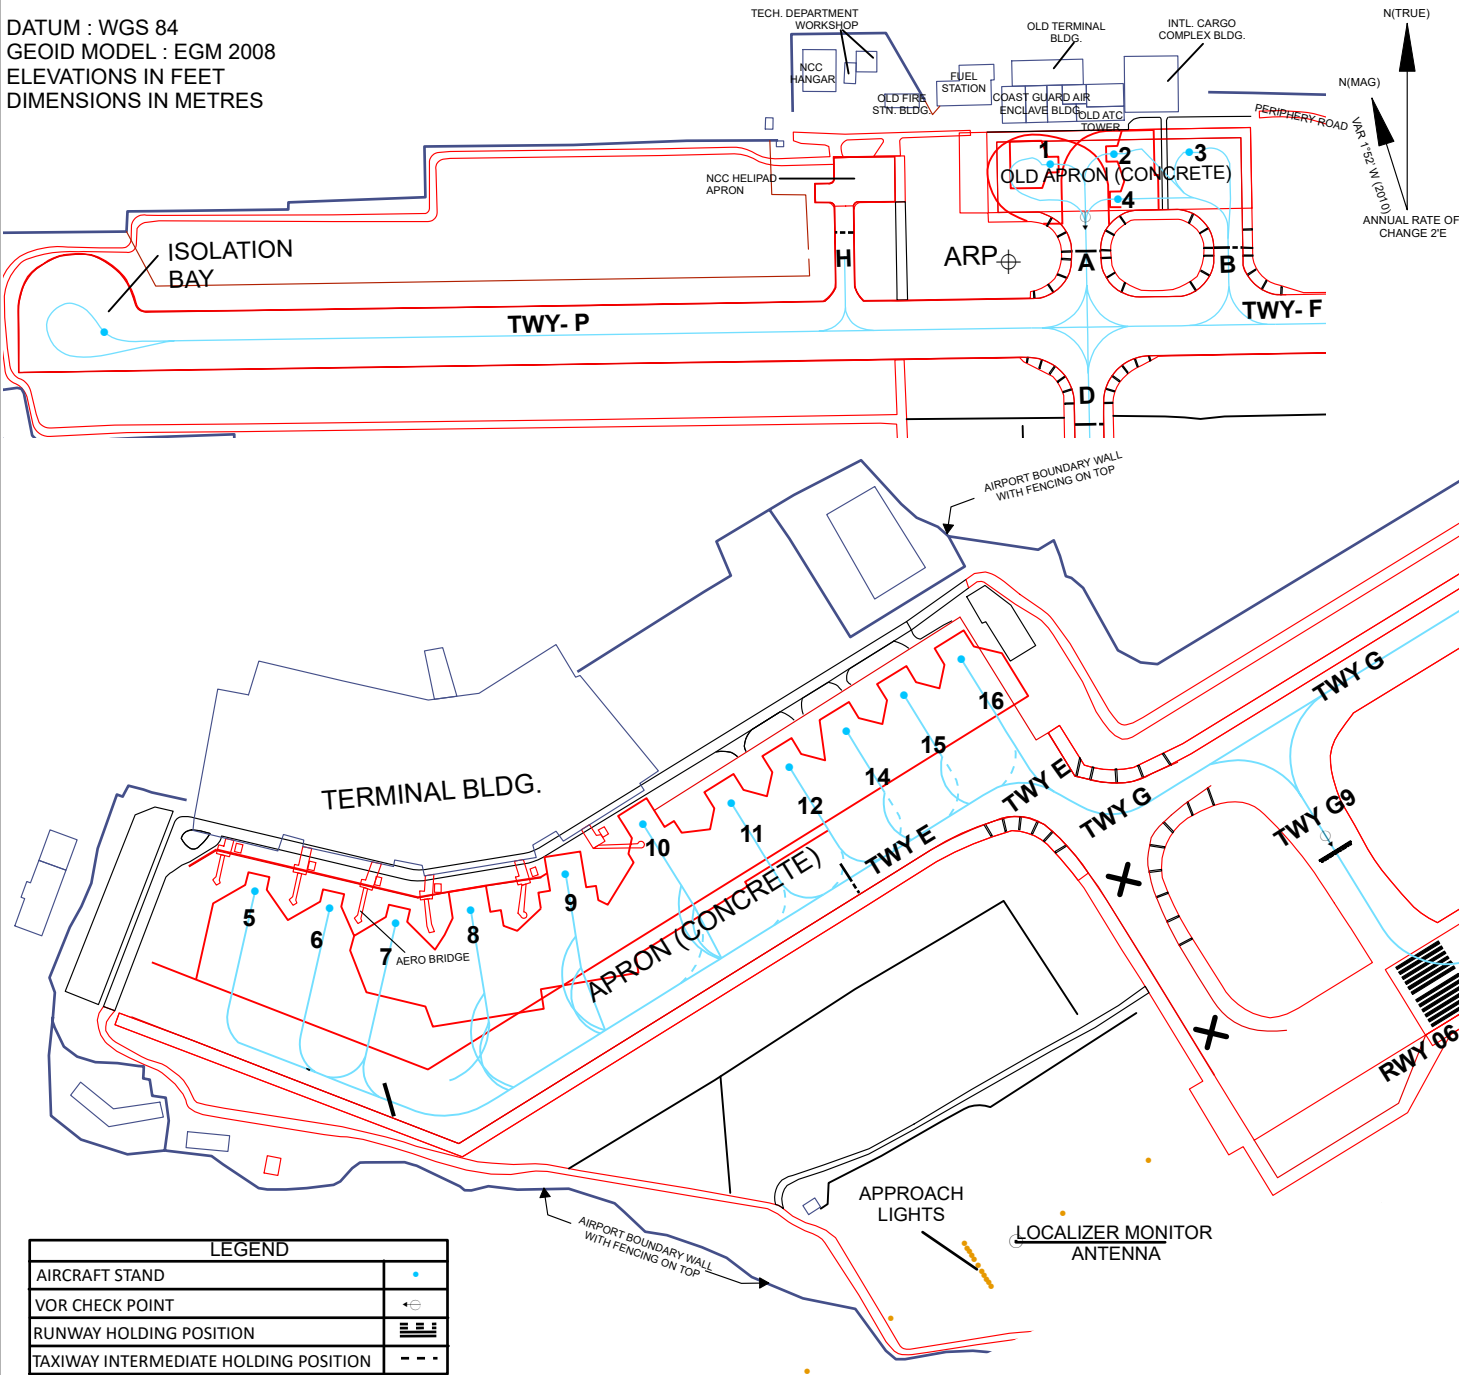 DATUM : WGS 84
GEOID MODEL : EGM 2008
ELEVATIONS IN FEET
DIMENSIONS IN METRES
TECH. DEPARTMENT
WORKSHOP
NCC
HANGAR
OLD FIRE
STN. BLDG.
FUEL
STATION
OLD TERMINAL
BLDG.
INTL. CARGO
COMPLEX BLDG.
COAST GUARD AIR
ENCLAVE BLDG.
OLD ATC
TOWER
PERIPHERY ROAD
N(TRUE)
N(MAG)
VAR 1°52' W (2010)
ANNUAL RATE OF
CHANGE 2'E
NCC HELIPAD
APRON
1
2
3
OLD APRON (CONCRETE)
4
ISOLATION
BAY
H
ARP
A
B
TWY- P
TWY- F
D
AIRPORT BOUNDARY WALL
WITH FENCING ON TOP
TERMINAL BLDG.
5
6
7
8
9
10
11
12
14
15
16
AERO BRIDGE
APRON (CONCRETE)
TWY E
TWY E
TWY G
TWY G
TWY G9
RWY 06
AIRPORT BOUNDARY WALL
WITH FENCING ON TOP
APPROACH
LIGHTS
LOCALIZER MONITOR
ANTENNA
LEGEND
AIRCRAFT STAND
VOR CHECK POINT
RUNWAY HOLDING POSITION
TAXIWAY INTERMEDIATE HOLDING POSITION